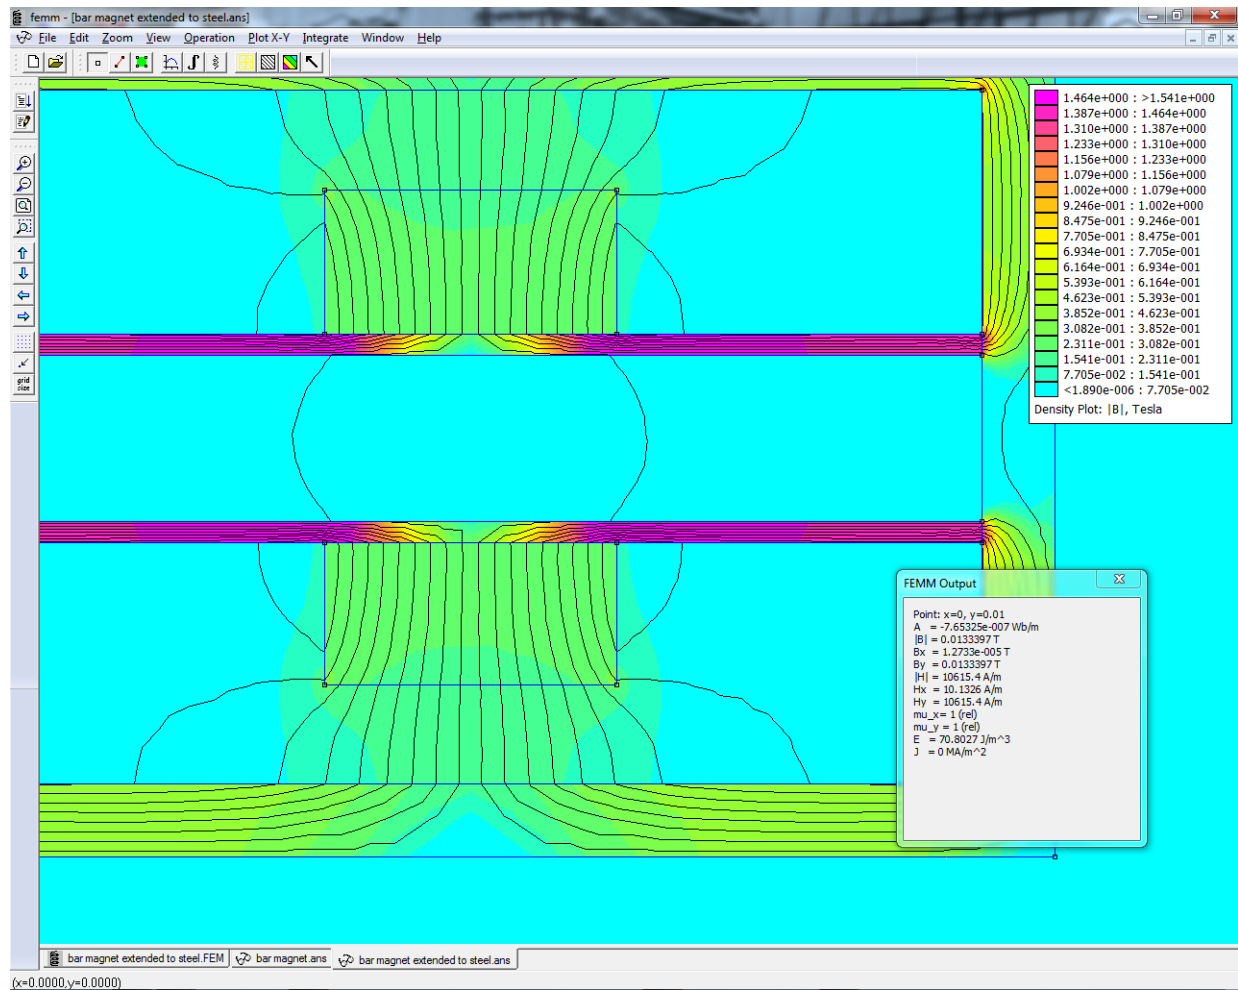 femm - [bar magnet extended to steel.ans]
File Edit Zoom View Operation Plot X-Y Integrate Window Help
grid
size
1.464e+000 : >1.541e+000
1.387e+000 : 1.464e+000
1.310e+000 : 1.387e+000
1.233e+000 : 1.310e+000
1.156e+000 : 1.233e+000
1.079e+000 : 1.156e+000
1.002e+000 : 1.079e+000
9.246e-001 : 1.002e+000
8.475e-001 : 9.246e-001
7.705e-001 : 8.475e-001
6.934e-001 : 7.705e-001
6.164e-001 : 6.934e-001
5.393e-001 : 6.164e-001
4.623e-001 : 5.393e-001
3.852e-001 : 4.623e-001
3.082e-001 : 3.852e-001
2.311e-001 : 3.082e-001
1.541e-001 : 2.311e-001
7.705e-002 : 1.541e-001
<1.890e-006 : 7.705e-002
Density Plot: |B|, Tesla
FEMM Output
Point: x=0, y=0.01
A = -7.65325e-007 Wb/m
|B| = 0.0133397 T
Bx = 1.2733e-005 T
By = 0.0133397 T
|H| = 10615.4 A/m
Hx = 10.1326 A/m
Hy = 10615.4 A/m
mu_x= 1 (rel)
mu_y = 1 (rel)
E = 70.8027 J/m^3
J = 0 MA/m^2
bar magnet extended to steel.FEM bar magnet.ans bar magnet extended to steel.ans
(x=0.0000,y=0.0000)